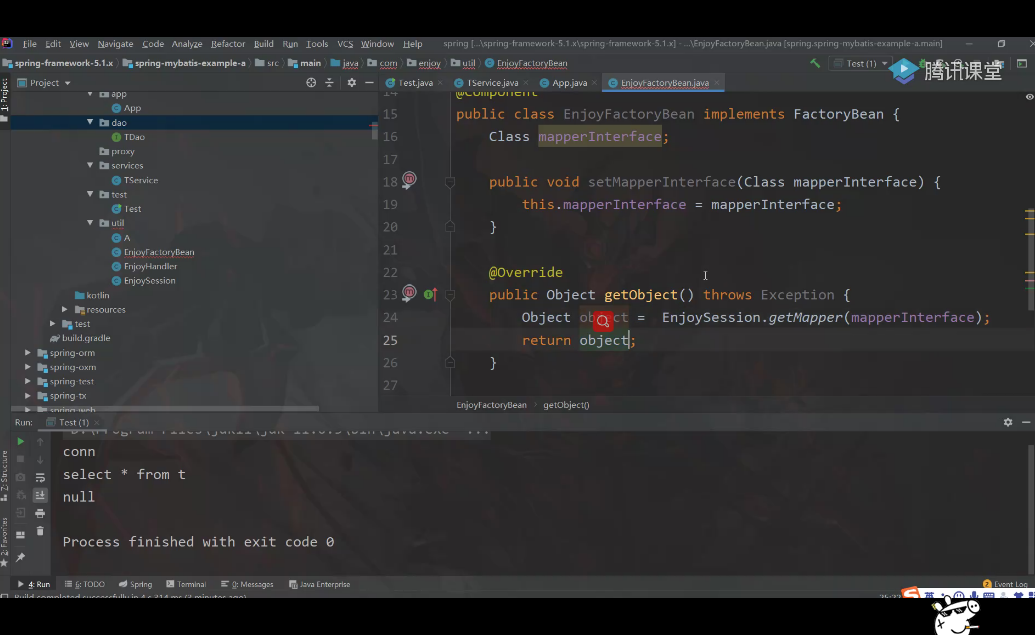 File Edit View Navigate Code Analyze Refactor Build Run Tools VCS Window Help spring [...\spring-framework-5.1.x\spring-framework-5.1.x] - ...\EnjoyFactoryBean.java [spring.spring-mybatis-example-a.main]
spring-framework-5.1.x spring-mybatis-example-a src main java com enjoy util EnjoyFactoryBean Test (1)
腾讯课堂
Project
Test.java TService.java App.java EnjoyFactoryBean.java
1: Project
app
App
dao
TDao
proxy
services
TService
test
Test
util
A
EnjoyFactoryBean
EnjoyHandler
EnjoySession
kotlin
resources
test
build.gradle
spring-orm
spring-oxm
spring-test
spring-tx
spring-web
@Component
15 public class EnjoyFactoryBean implements FactoryBean {
16 Class mapperInterface;
17
18 public void setMapperInterface(Class mapperInterface) {
19 this.mapperInterface = mapperInterface;
20 }
21
22 @Override
23 public Object getObject() throws Exception {
24 Object object = EnjoySession.getMapper(mapperInterface);
25 return object;
26 }
27
EnjoyFactoryBean getObject()
Run: Test (1)
conn
select * from t
null
Process finished with exit code 0
Z: Structure
2: Favorites
4: Run 6: TODO Spring Terminal 0: Messages Java Enterprise 2 Event Log
Build completed successfully in 4 s 314 ms (3 minutes ago)
英